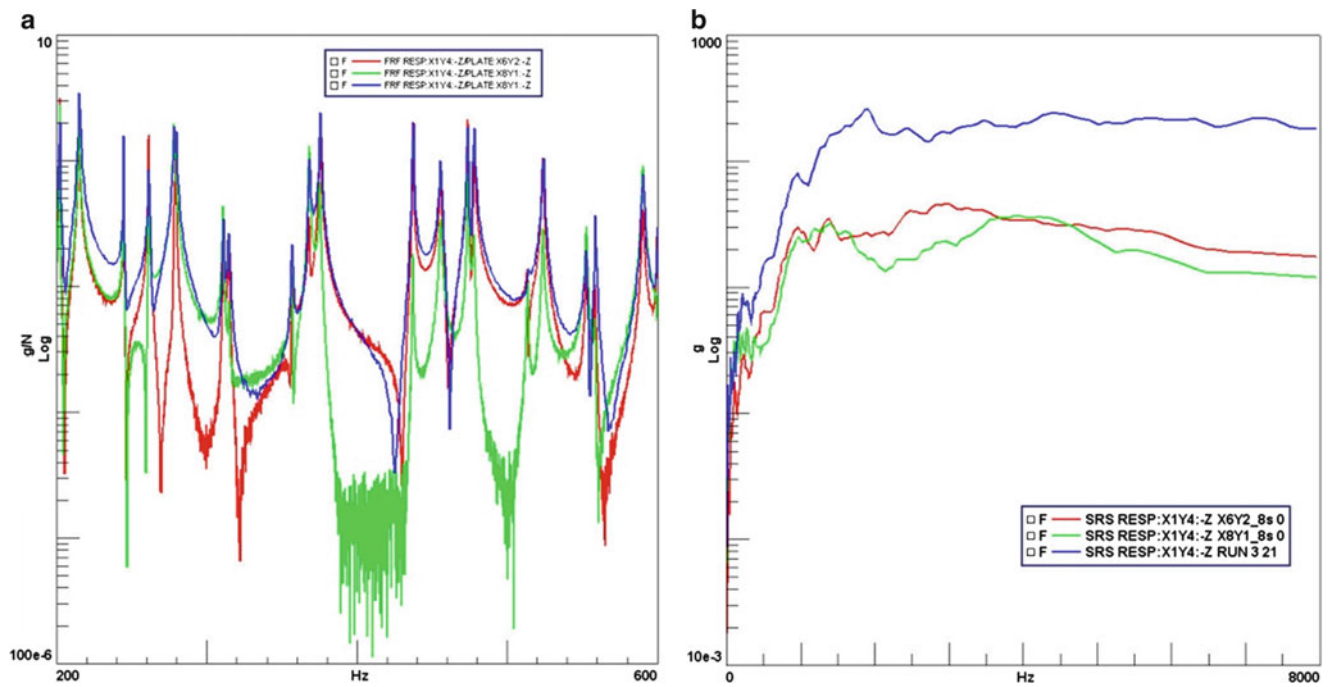 a
10
F FRF RESP:X1Y4:-Z/PLATE:X6Y2:-Z
F FRF RESP:X1Y4:-Z/PLATE:X8Y1:-Z
F FRF RESP:X1Y4:-Z/PLATE:X8Y1:-Z
g/N
Log
100e-6
200
Hz
600
b
1000
g
Log
F SRS RESP:X1Y4:-Z X6Y2_8s 0
F SRS RESP:X1Y4:-Z X8Y1_8s 0
F SRS RESP:X1Y4:-Z RUN 3 21
10e-3
0
Hz
8000